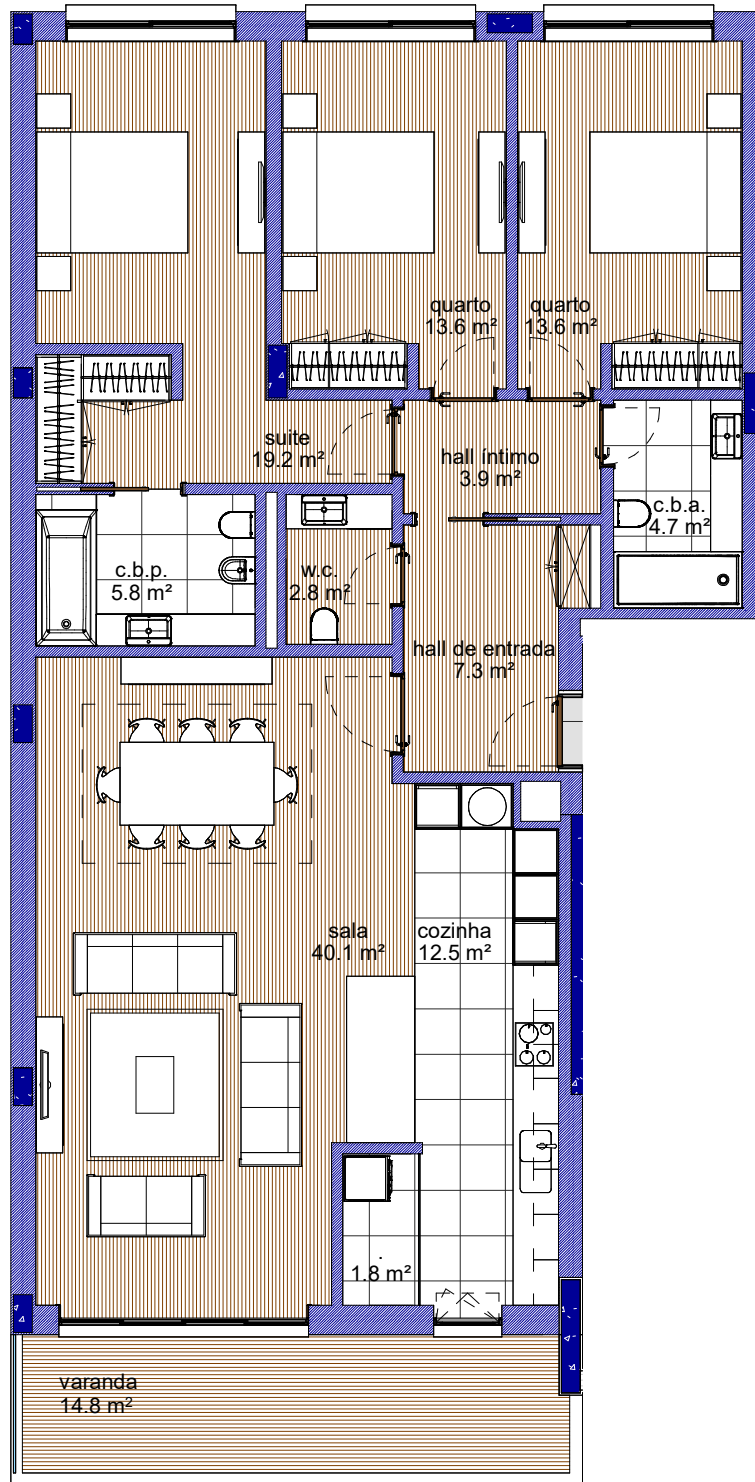 quarto
13.6 m²
quarto
13.6 m²
suite
19.2 m²
hall íntimo
3.9 m²
c.b.a.
4.7 m²
c.b.p.
5.8 m²
w.c.
2.8 m²
hall de entrada
7.3 m²
sala
40.1 m²
cozinha
12.5 m²
.
1.8 m²
varanda
14.8 m²